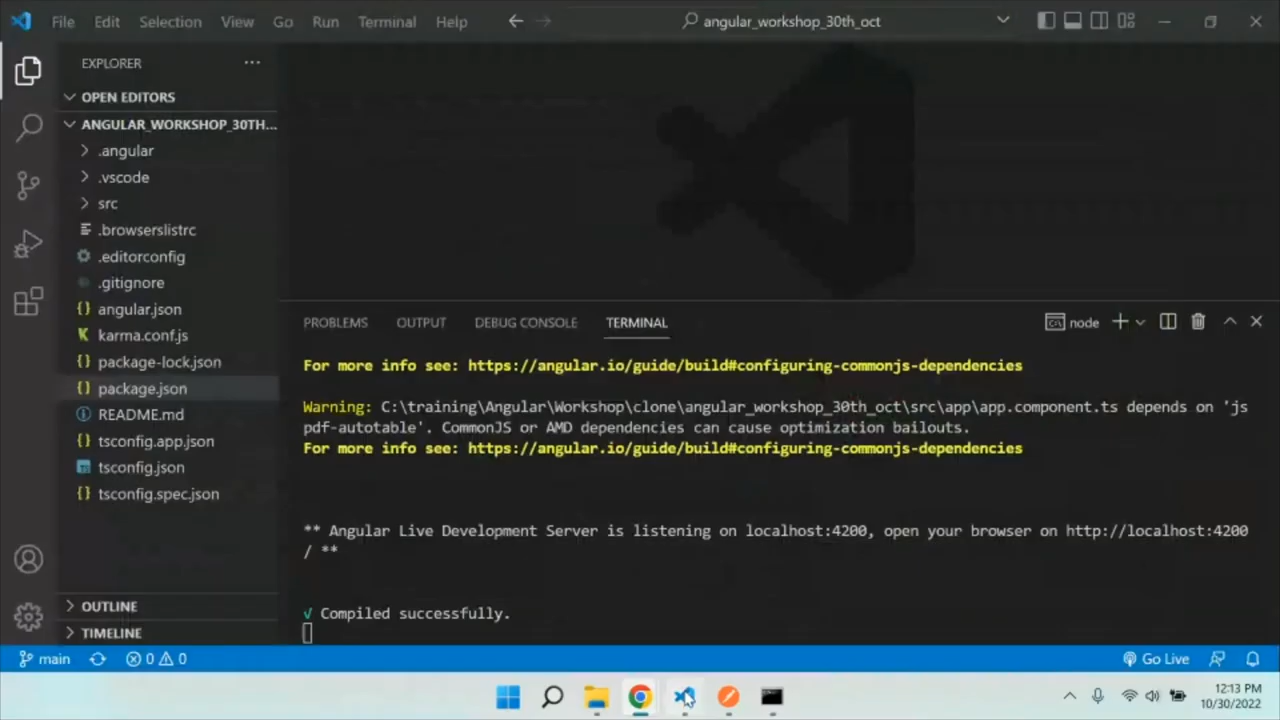 File Edit Selection View Go Run Terminal Help
angular_workshop_30th_oct
EXPLORER
OPEN EDITORS
ANGULAR_WORKSHOP_30TH...
.angular
.vscode
src
.browserslistrc
.editorconfig
.gitignore
angular.json
karma.conf.js
package-lock.json
package.json
README.md
tsconfig.app.json
tsconfig.json
tsconfig.spec.json
OUTLINE
TIMELINE
PROBLEMS OUTPUT DEBUG CONSOLE TERMINAL
node
For more info see: https://angular.io/guide/build#configuring-commonjs-dependencies
Warning: C:\training\Angular\Workshop\clone\angular_workshop_30th_oct\src\app\app.component.ts depends on 'js
pdf-autotable'. CommonJS or AMD dependencies can cause optimization bailouts.
For more info see: https://angular.io/guide/build#configuring-commonjs-dependencies
** Angular Live Development Server is listening on localhost:4200, open your browser on http://localhost:4200
/ **
√ Compiled successfully.
main 0 0 Go Live
12:13 PM
10/30/2022